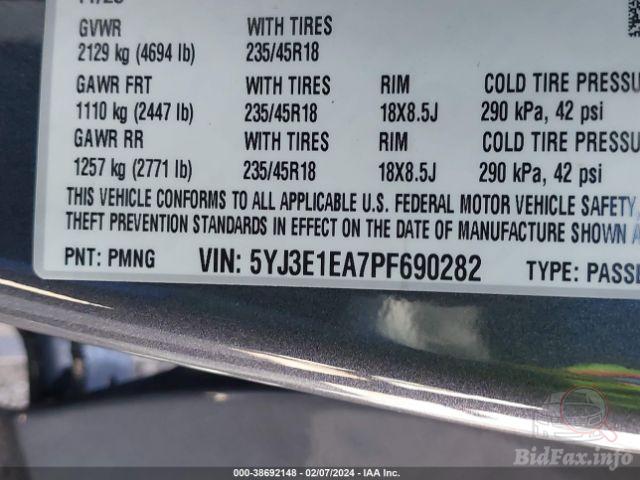 GVWR WITH TIRES
2129 kg (4694 lb) 235/45R18
GAWR FRT WITH TIRES RIM COLD TIRE PRESSU
1110 kg (2447 lb) 235/45R18 18X8.5J 290 kPa, 42 psi
GAWR RR WITH TIRES RIM COLD TIRE PRESSU
1257 kg (2771 lb) 235/45R18 18X8.5J 290 kPa, 42 psi
THIS VEHICLE CONFORMS TO ALL APPLICABLE U.S. FEDERAL MOTOR VEHICLE SAFETY,
THEFT PREVENTION STANDARDS IN EFFECT ON THE DATE OF MANUFACTURE SHOWN A
PNT: PMNG VIN: 5YJ3E1EA7PF690282 TYPE: PASSE
BidFax.info
000-38692148 - 02/07/2024 - IAA Inc.